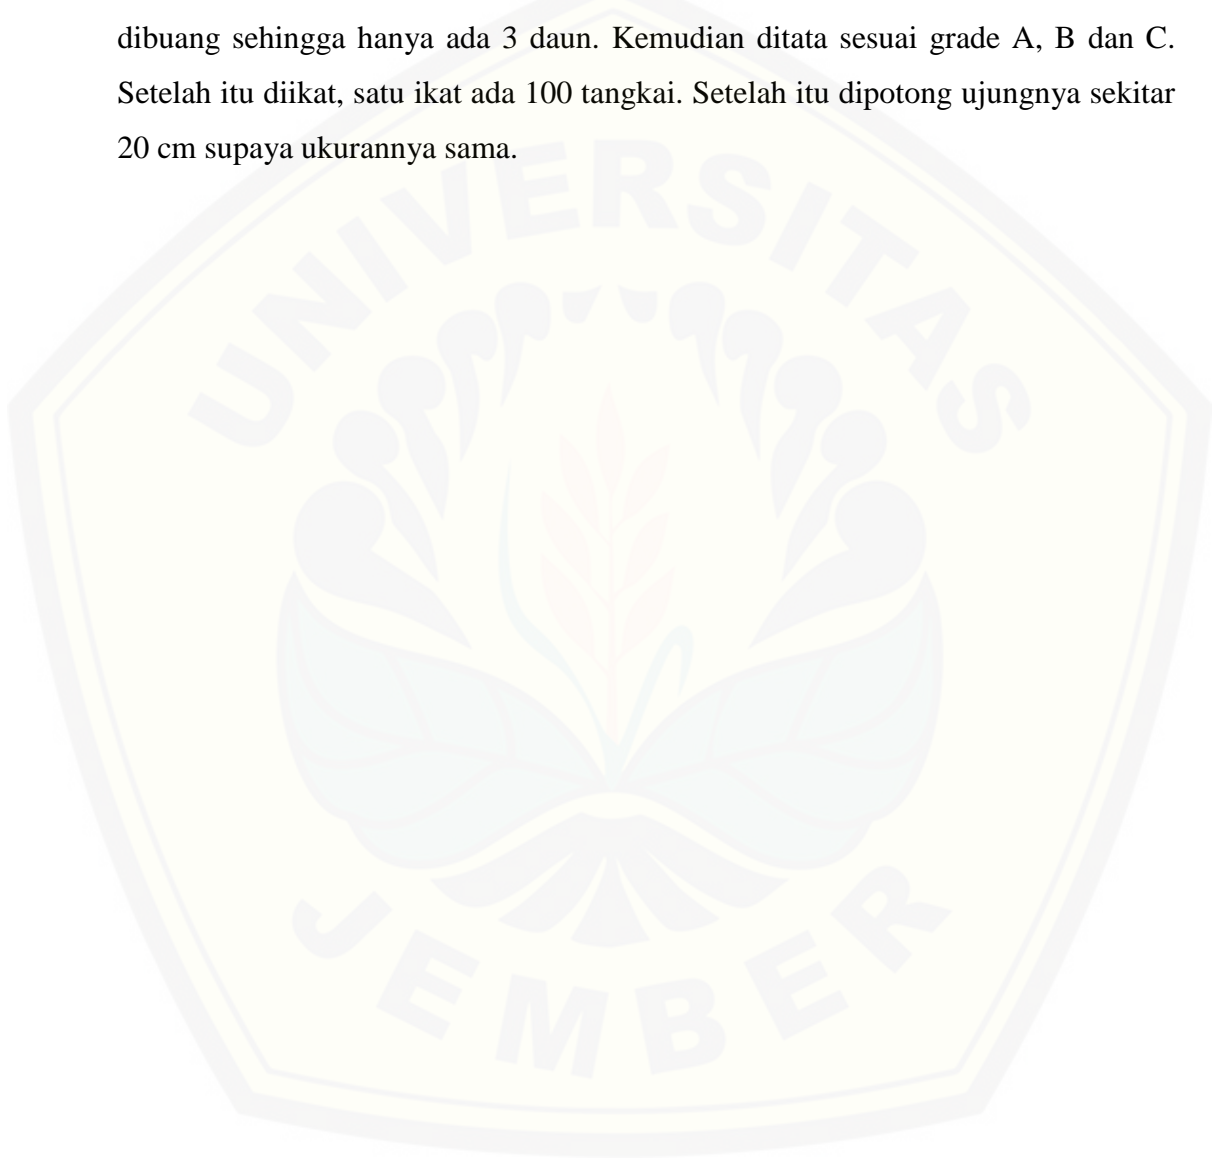 dibuang sehingga hanya ada 3 daun. Kemudian ditata sesuai grade A, B dan C.
Setelah itu diikat, satu ikat ada 100 tangkai. Setelah itu dipotong ujungnya sekitar
20 cm supaya ukurannya sama.
UNIVERSITAS
JEMBER